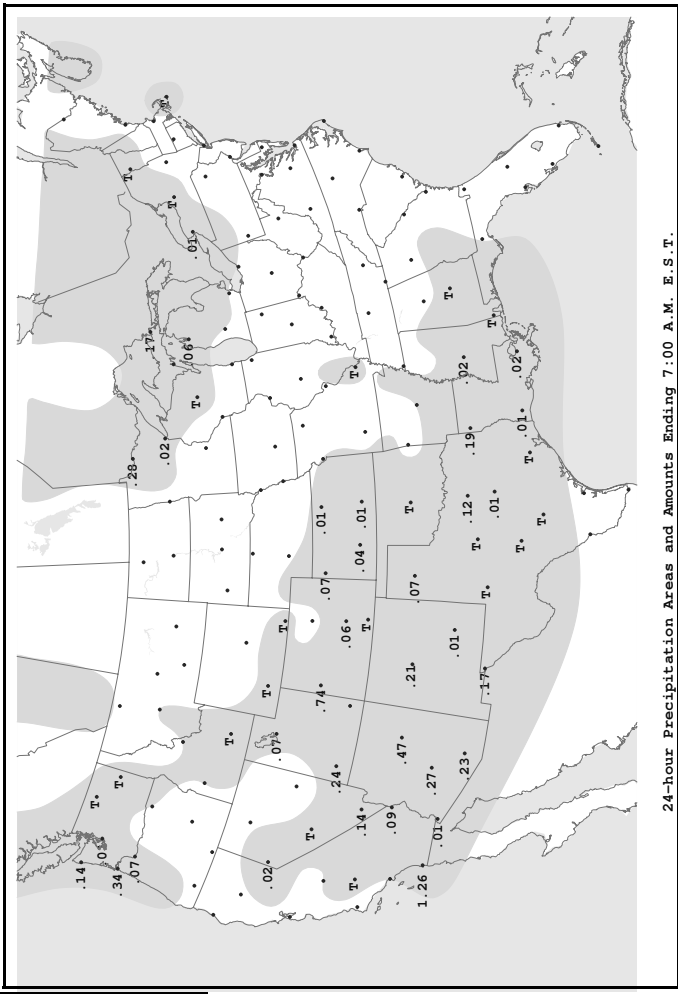 .14
T
.34
T
T
.28
.07
.17
T
.02
T
.06
.01
T
T
T
.02
.07
T
T
.74
.01
.07
.24
.06
T
T
.04
.14
.01
T
.09
.47
T
.21
.07
1.26
.27
.01
T
.01
.02
.23
.12
.19
T
.17
T
T
.01
.02
T
.01
T
T
24-hour Precipitation Areas and Amounts Ending 7:00 A.M. E.S.T.